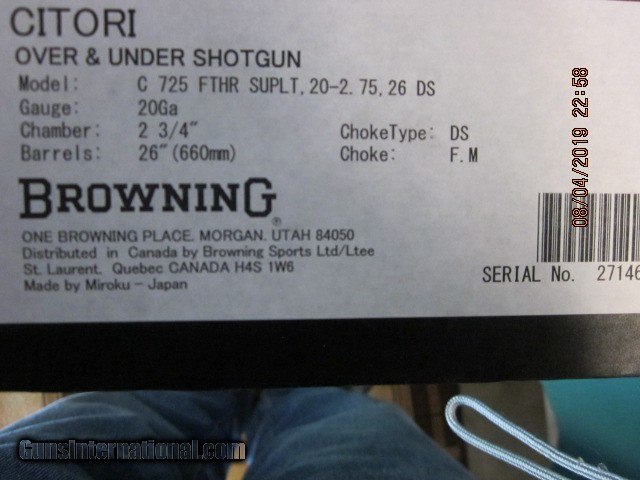 CITORI
OVER & UNDER SHOTGUN
Model: C 725 FTHR SUPLT, 20-2.75, 26 DS
Gauge: 20Ga
Chamber: 2 3/4" ChokeType: DS
Barrels: 26"(660mm) Choke: F.M
BROWNING®
ONE BROWNING PLACE. MORGAN. UTAH 84050
Distributed in Canada by Browning Sports Ltd/Ltee
St. Laurent. Quebec CANADA H4S 1W6
Made by Miroku - Japan
SERIAL No. 27146
08/04/2019 22:58
GunsInternational.com